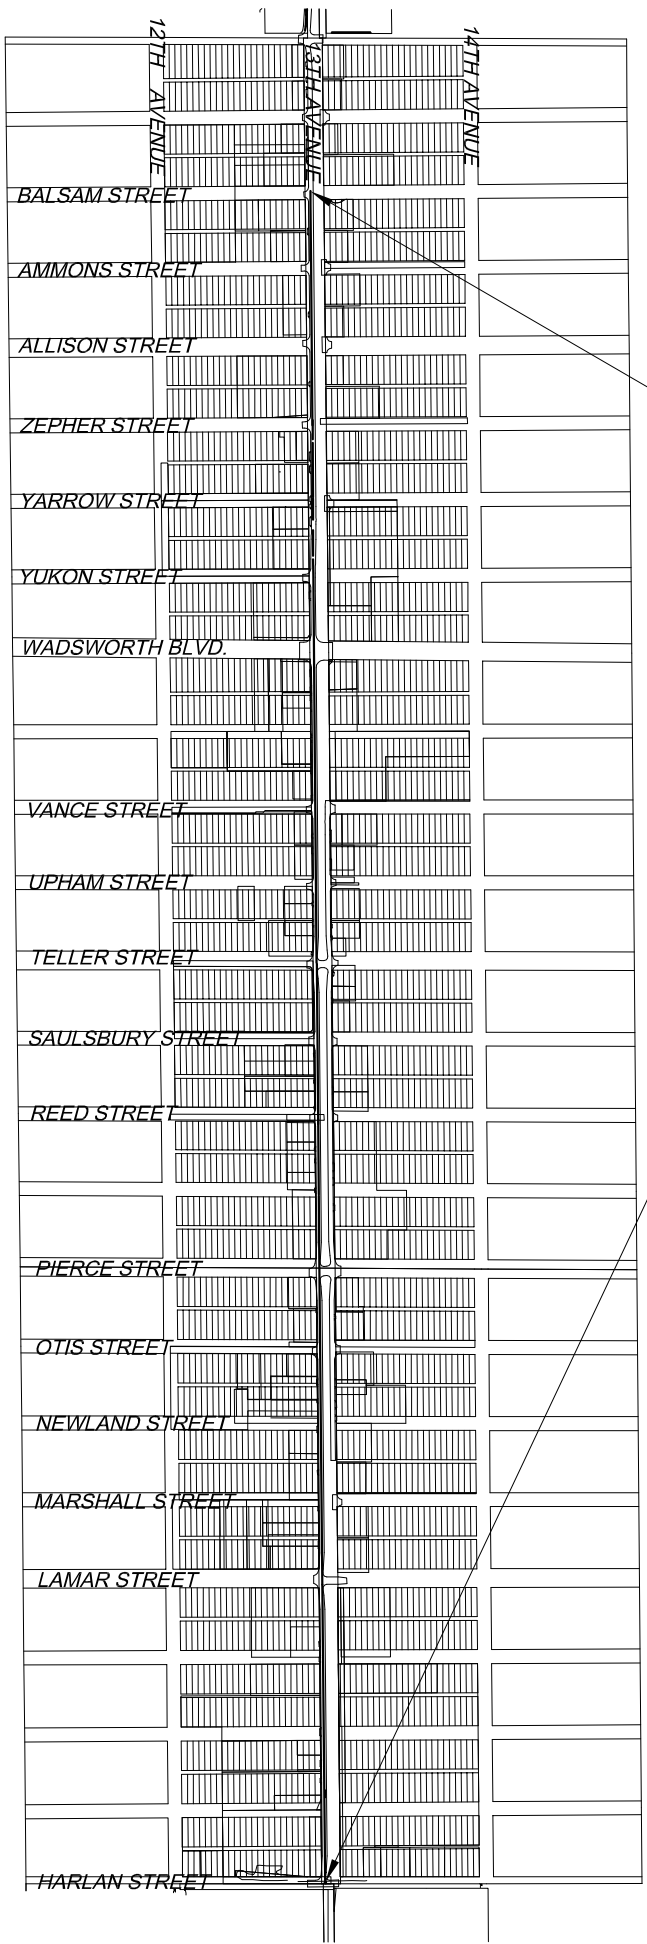 12TH AVENUE
13TH AVENUE
14TH AVENUE
BALSAM STREET
AMMONS STREET
ALLISON STREET
ZEPHER STREET
YARROW STREET
YUKON STREET
WADSWORTH BLVD.
VANCE STREET
UPHAM STREET
TELLER STREET
SAULSBURY STREET
REED STREET
PIERCE STREET
OTIS STREET
NEWLAND STREET
MARSHALL STREET
LAMAR STREET
HARLAN STREET